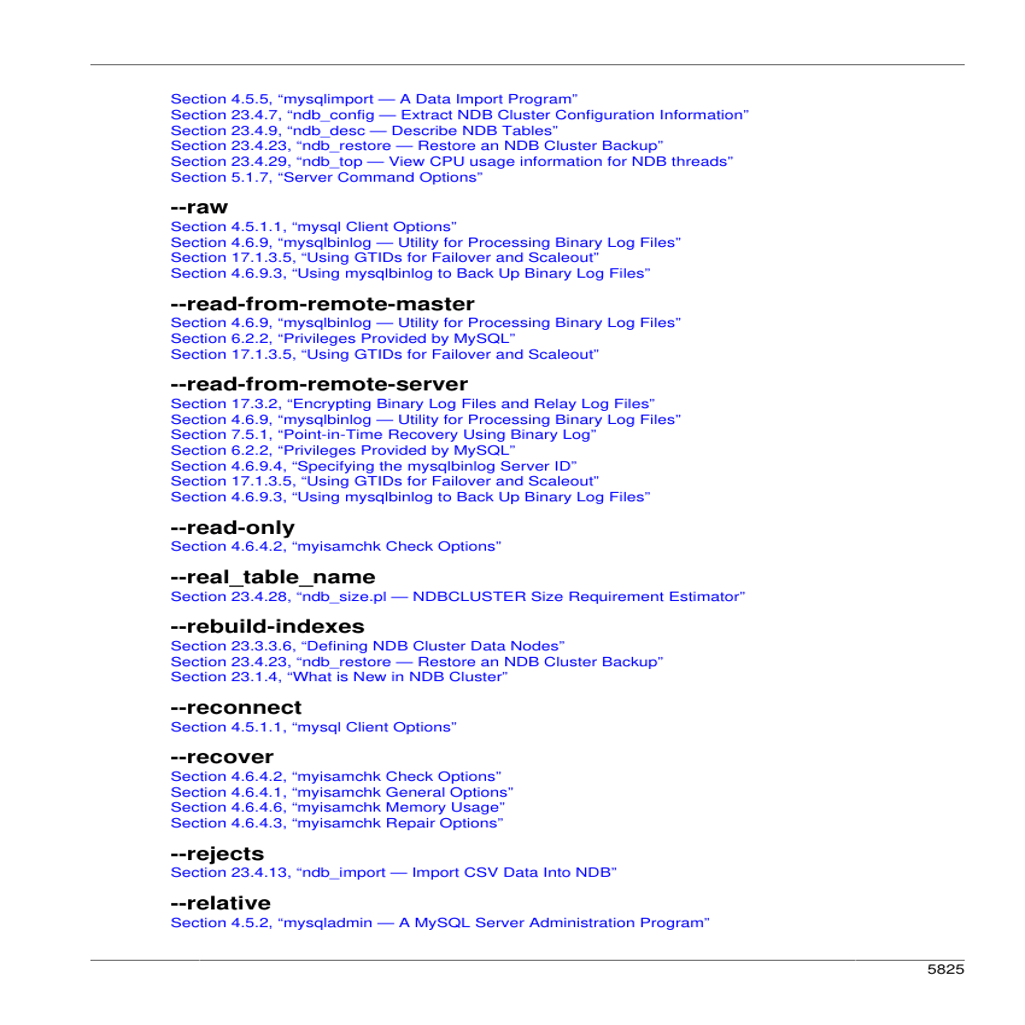 Section 4.5.5, “mysqlimport — A Data Import Program”
Section 23.4.7, “ndb_config — Extract NDB Cluster Configuration Information”
Section 23.4.9, “ndb_desc — Describe NDB Tables”
Section 23.4.23, “ndb_restore — Restore an NDB Cluster Backup”
Section 23.4.29, “ndb_top — View CPU usage information for NDB threads”
Section 5.1.7, “Server Command Options”
--raw
Section 4.5.1.1, “mysql Client Options”
Section 4.6.9, “mysqlbinlog — Utility for Processing Binary Log Files”
Section 17.1.3.5, “Using GTIDs for Failover and Scaleout”
Section 4.6.9.3, “Using mysqlbinlog to Back Up Binary Log Files”
--read-from-remote-master
Section 4.6.9, “mysqlbinlog — Utility for Processing Binary Log Files”
Section 6.2.2, “Privileges Provided by MySQL”
Section 17.1.3.5, “Using GTIDs for Failover and Scaleout”
--read-from-remote-server
Section 17.3.2, “Encrypting Binary Log Files and Relay Log Files”
Section 4.6.9, “mysqlbinlog — Utility for Processing Binary Log Files”
Section 7.5.1, “Point-in-Time Recovery Using Binary Log”
Section 6.2.2, “Privileges Provided by MySQL”
Section 4.6.9.4, “Specifying the mysqlbinlog Server ID”
Section 17.1.3.5, “Using GTIDs for Failover and Scaleout”
Section 4.6.9.3, “Using mysqlbinlog to Back Up Binary Log Files”
--read-only
Section 4.6.4.2, “myisamchk Check Options”
--real_table_name
Section 23.4.28, “ndb_size.pl — NDBCLUSTER Size Requirement Estimator”
--rebuild-indexes
Section 23.3.3.6, “Defining NDB Cluster Data Nodes”
Section 23.4.23, “ndb_restore — Restore an NDB Cluster Backup”
Section 23.1.4, “What is New in NDB Cluster”
--reconnect
Section 4.5.1.1, “mysql Client Options”
--recover
Section 4.6.4.2, “myisamchk Check Options”
Section 4.6.4.1, “myisamchk General Options”
Section 4.6.4.6, “myisamchk Memory Usage”
Section 4.6.4.3, “myisamchk Repair Options”
--rejects
Section 23.4.13, “ndb_import — Import CSV Data Into NDB”
--relative
Section 4.5.2, “mysqladmin — A MySQL Server Administration Program”
5825